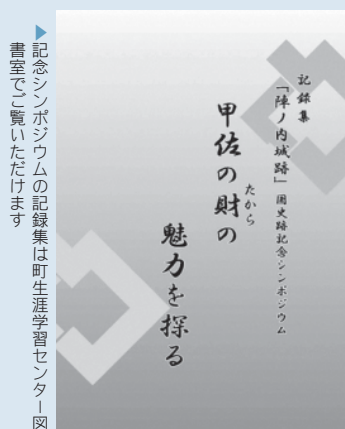 ▶記念シンポジウムの記録集は町生涯学習センター図
書室でご覧いただけます
記録集
「陣ノ内城跡」国史跡記念シンポジウム
甲佐の財の
たから
魅力を探る